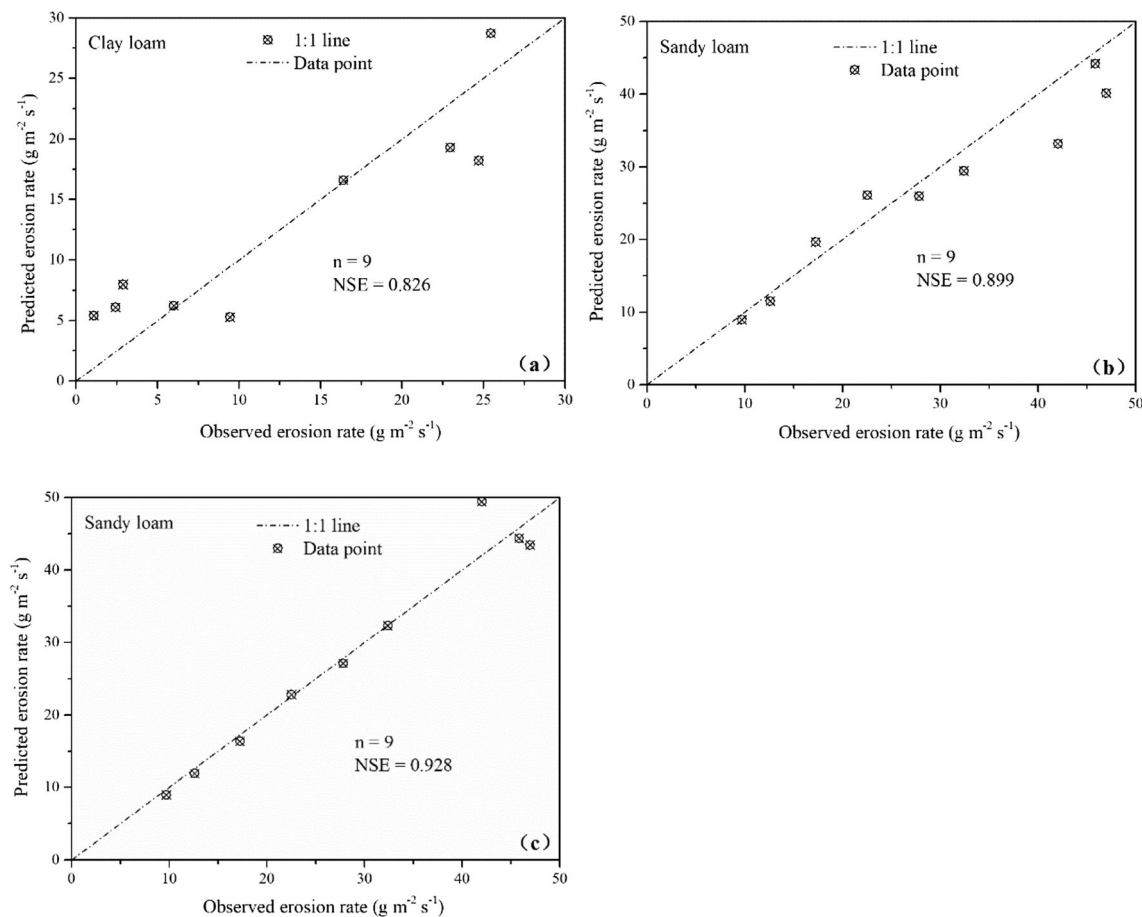 Clay loam
1:1 line
Data point
n = 9
NSE = 0.826
(a)
30
25
20
15
10
5
0
0 5 10 15 20 25 30
Predicted erosion rate (g m⁻² s⁻¹)
Observed erosion rate (g m⁻² s⁻¹)
Sandy loam
1:1 line
Data point
n = 9
NSE = 0.899
(b)
50
40
30
20
10
0
0 10 20 30 40 50
Predicted erosion rate (g m⁻² s⁻¹)
Observed erosion rate (g m⁻² s⁻¹)
Sandy loam
1:1 line
Data point
n = 9
NSE = 0.928
(c)
50
40
30
20
10
0
0 10 20 30 40 50
Predicted erosion rate (g m⁻² s⁻¹)
Observed erosion rate (g m⁻² s⁻¹)